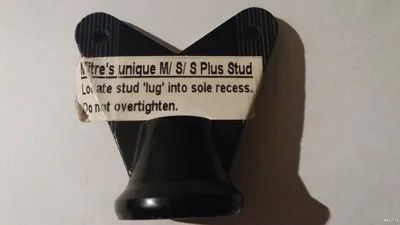 Mitre's unique M/ S/ S Plus Stud
Locate stud 'lug' into sole recess.
Do not overtighten.